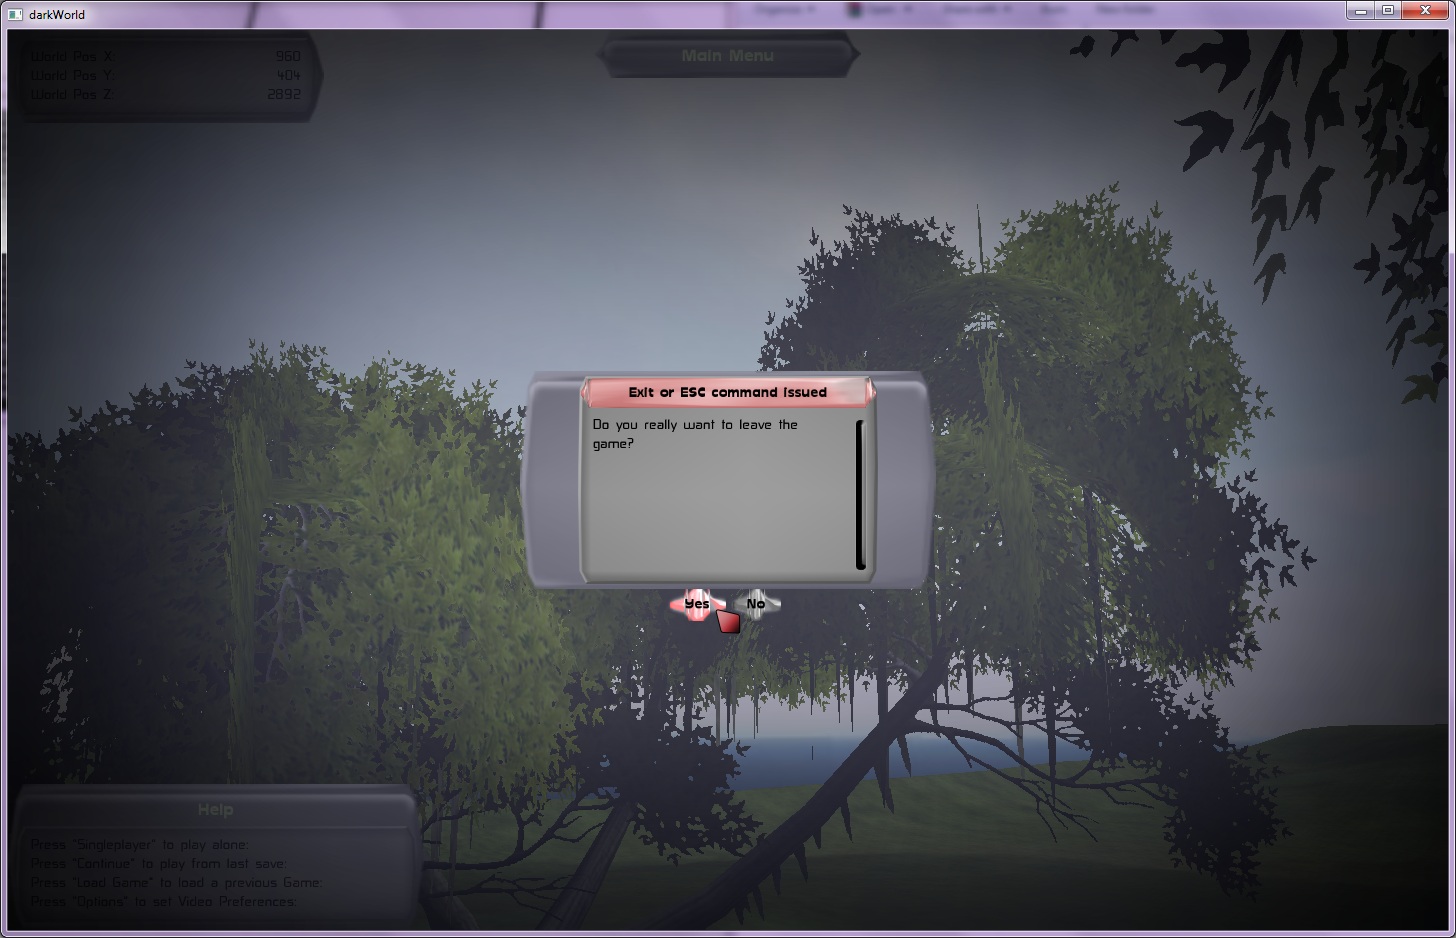 darkWorld
World Pos X: 960
World Pos Y: 404
World Pos Z: 2892
Main Menu
Exit or ESC command issued
Do you really want to leave the
game?
Yes No
Help
Press "Singleplayer" to play alone:
Press "Continue" to play from last save:
Press "Load Game" to load a previous Game:
Press "Options" to set Video Preferences: